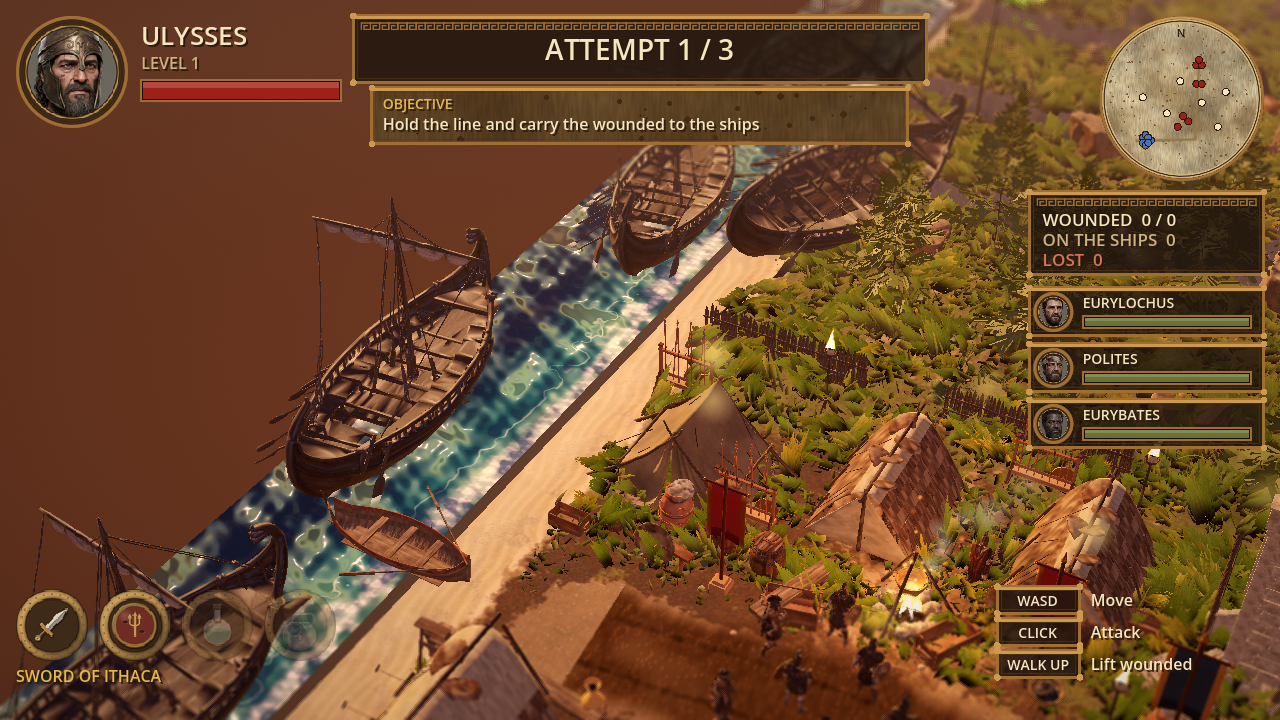 ULYSSES
LEVEL 1
ATTEMPT 1 / 3
OBJECTIVE
Hold the line and carry the wounded to the ships
N
WOUNDED 0 / 0
ON THE SHIPS 0
LOST 0
EURYLOCHUS
POLITES
EURYBATES
SWORD OF ITHACA
WASD Move
CLICK Attack
WALK UP Lift wounded